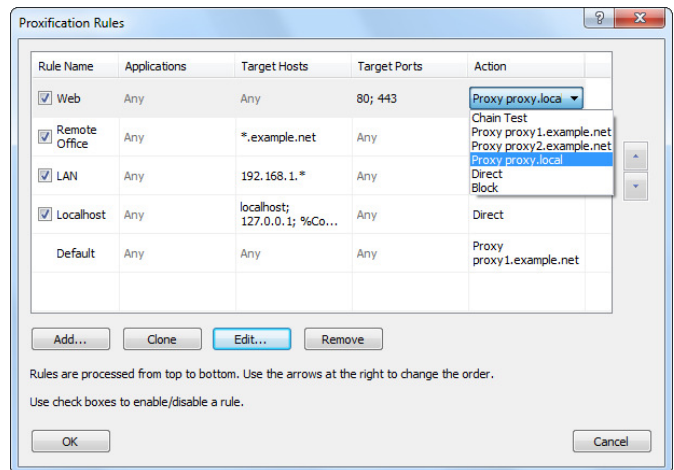 Proxification Rules
Rule Name Applications Target Hosts Target Ports Action
Web Any Any 80; 443 Proxy proxy.loca
Chain Test
Proxy proxy1.example.net
Proxy proxy2.example.net
Proxy proxy.local
Direct
Block
Remote
Office Any *.example.net Any
LAN Any 192.168.1.* Any
Localhost Any localhost;
127.0.0.1; %Co... Any Direct
Default Any Any Any Proxy
proxy1.example.net
Add... Clone Edit... Remove
Rules are processed from top to bottom. Use the arrows at the right to change the order.
Use check boxes to enable/disable a rule.
OK Cancel